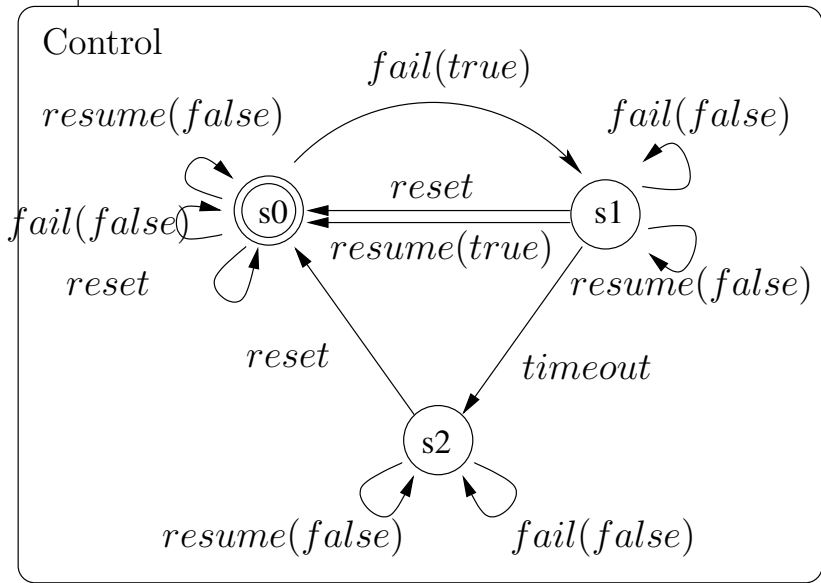 Control
fail(true)
resume(false)
fail(false)
reset
s0
s1
fail(false)
resume(true)
resume(false)
reset
reset
timeout
s2
resume(false)
fail(false)